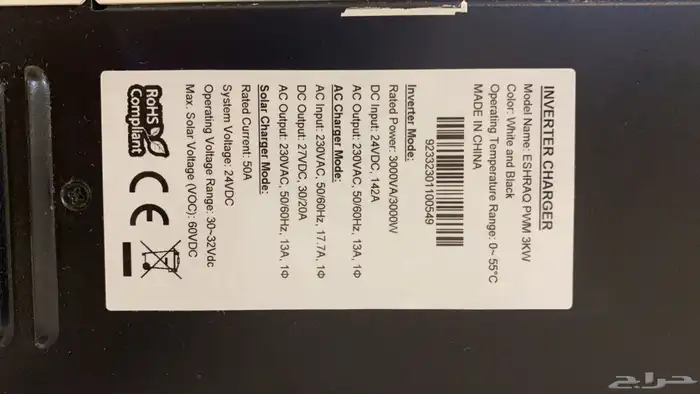 INVERTER CHARGER
Model Name: ESHRAQ PWM 3KW
Color: White and Black
Operating Temperature Range: 0~ 55°C
MADE IN CHINA
92332301100549
Inverter Mode:
Rated Power: 3000VA/3000W
DC Input: 24VDC, 142A
AC Output: 230VAC, 50/60Hz, 13A, 1Φ
AC Charger Mode:
AC Input: 230VAC, 50/60Hz, 17.7A, 1Φ
DC Output: 27VDC, 30/20A
AC Output: 230VAC, 50/60Hz, 13A, 1Φ
Solar Charger Mode:
Rated Current: 50A
System Voltage: 24VDC
Operating Voltage Range: 30~32Vdc
Max. Solar Voltage (VOC): 60VDC
RoHS
Compliant
CE
حراج